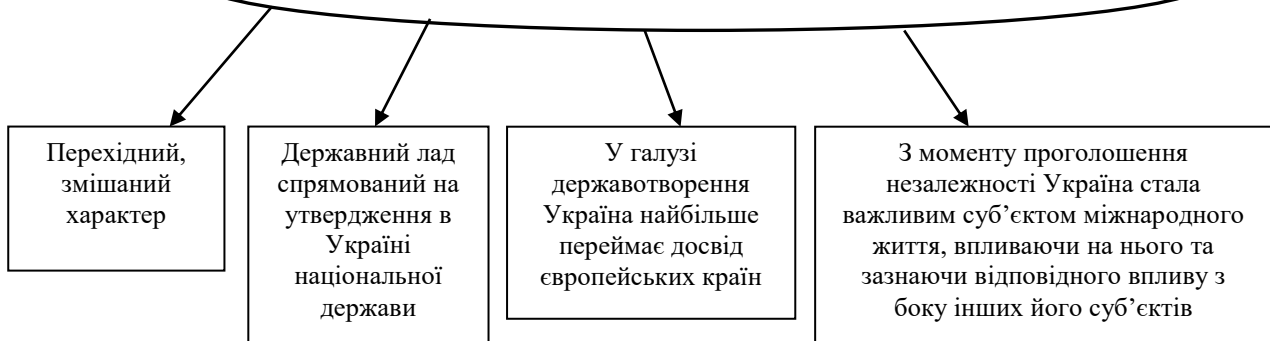 Перехідний,
змішаний
характер
Державний лад
спрямований на
утвердження в
Україні
національної
держави
У галузі
державотворення
Україна найбільше
переймає досвід
європейських країн
З моменту проголошення
незалежності Україна стала
важливим суб’єктом міжнародного
життя, впливаючи на нього та
зазнаючи відповідного впливу з
боку інших його суб’єктів